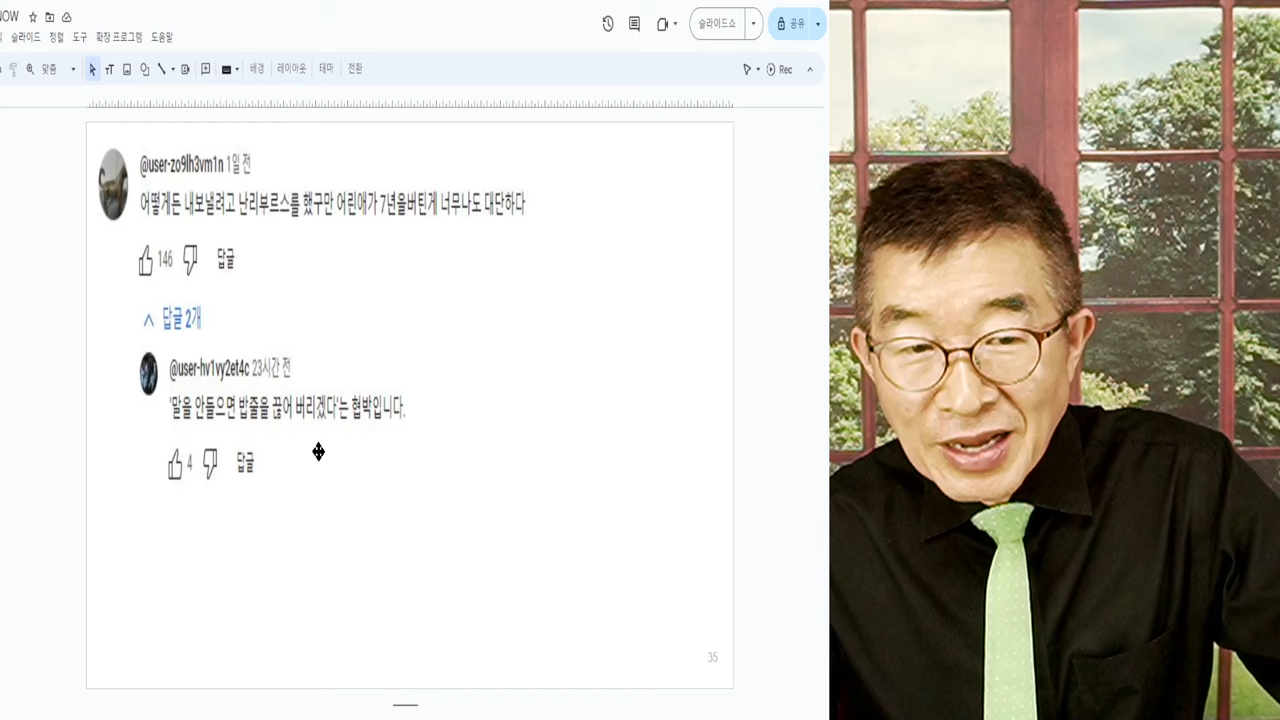 NOW
슬라이드 정렬 도구 확장 프로그램 도움말
슬라이드쇼
공유
맞춤
배경 레이아웃 테마 전환
Rec
@user-zo9lh3vm1n 1일 전
어떻게든 내보낼려고 난리부르스를 했구만 어린애가 7년을버틴게 너무나도 대단하다
146 답글
답글 2개
@user-hv1vy2et4c 23시간 전
'말을 안들으면 밥줄을 끊어 버리겠다'는 협박입니다.
4 답글
35